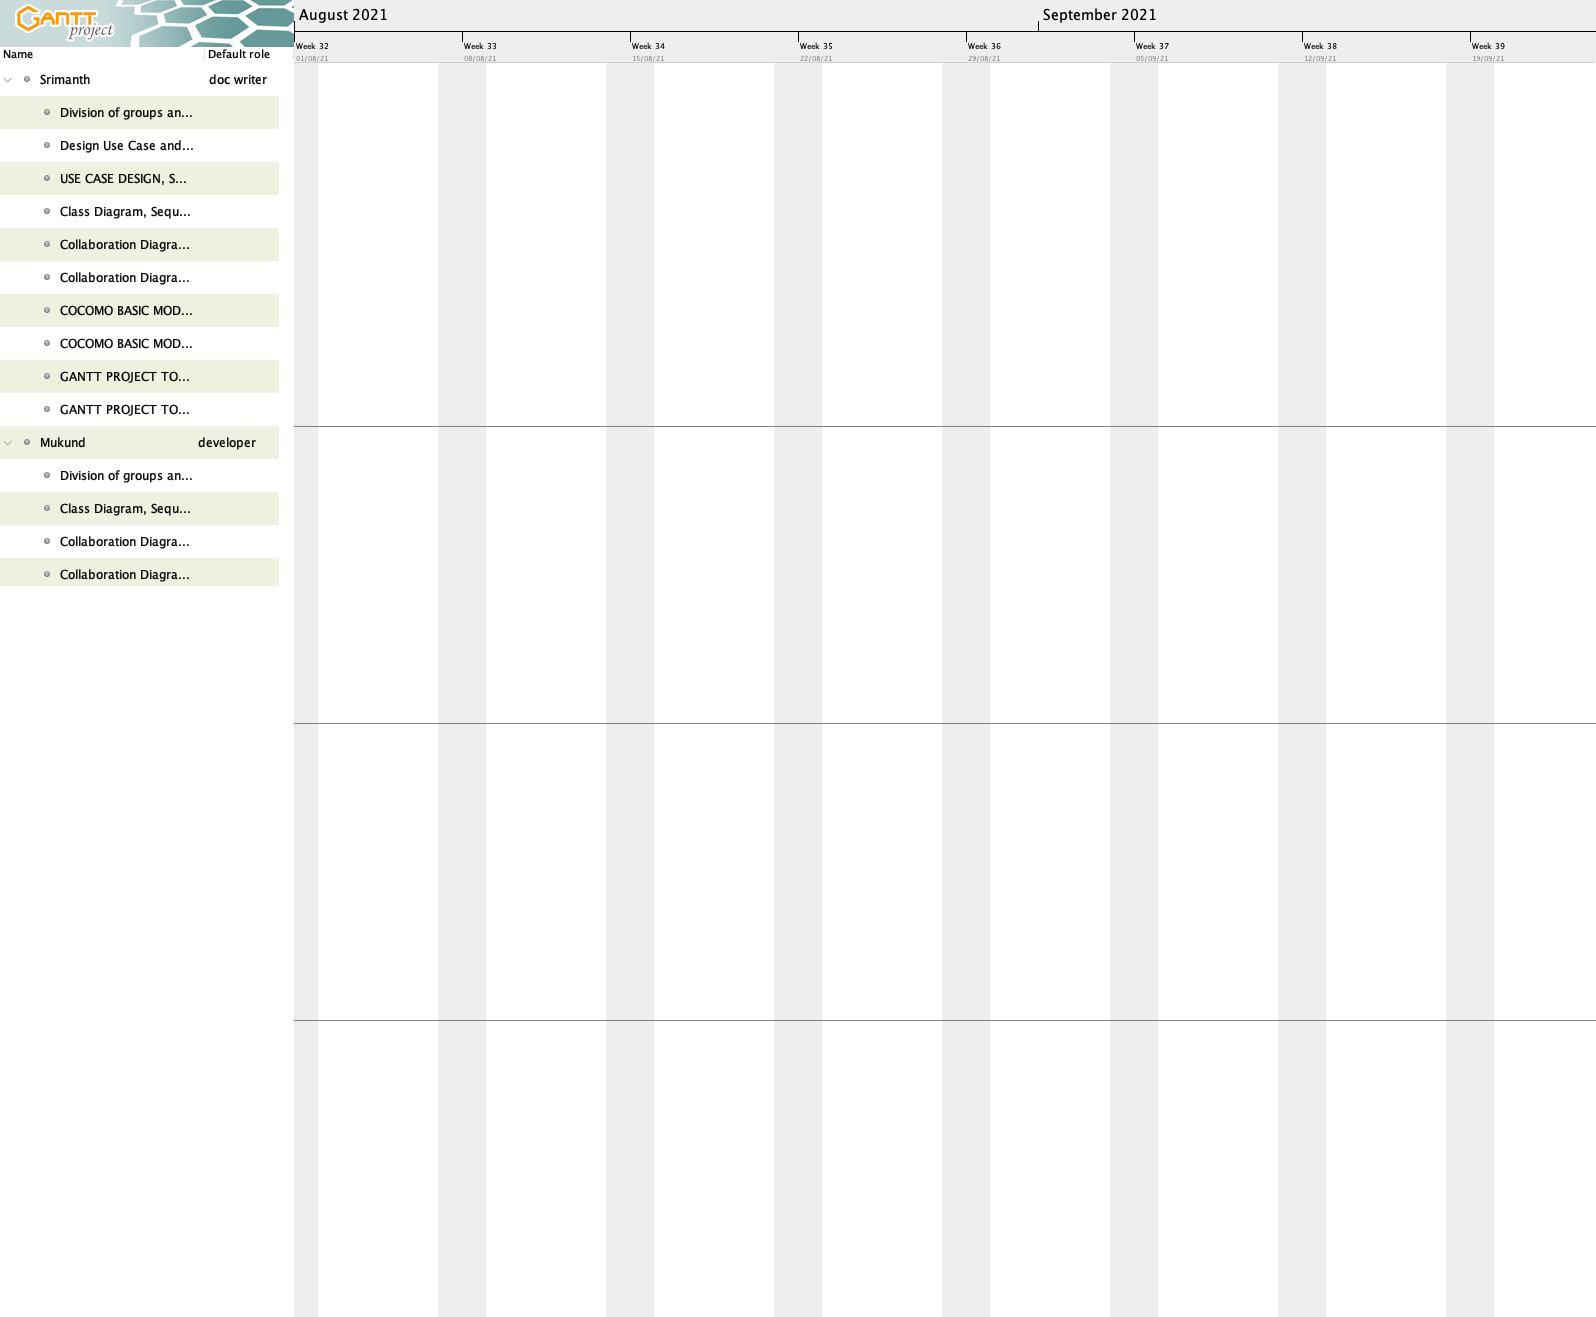 GANTT
project
August 2021
September 2021
Week 32
Week 33
Week 34
Week 35
Week 36
Week 37
Week 38
Week 39
01/08/21
08/08/21
15/08/21
22/08/21
29/08/21
05/09/21
12/09/21
19/09/21
Name Default role
Srimanth doc writer
Division of groups an...
Design Use Case and...
USE CASE DESIGN, S...
Class Diagram, Sequ...
Collaboration Diagra...
Collaboration Diagra...
COCOMO BASIC MOD...
COCOMO BASIC MOD...
GANTT PROJECT TO...
GANTT PROJECT TO...
Mukund developer
Division of groups an...
Class Diagram, Sequ...
Collaboration Diagra...
Collaboration Diagra...